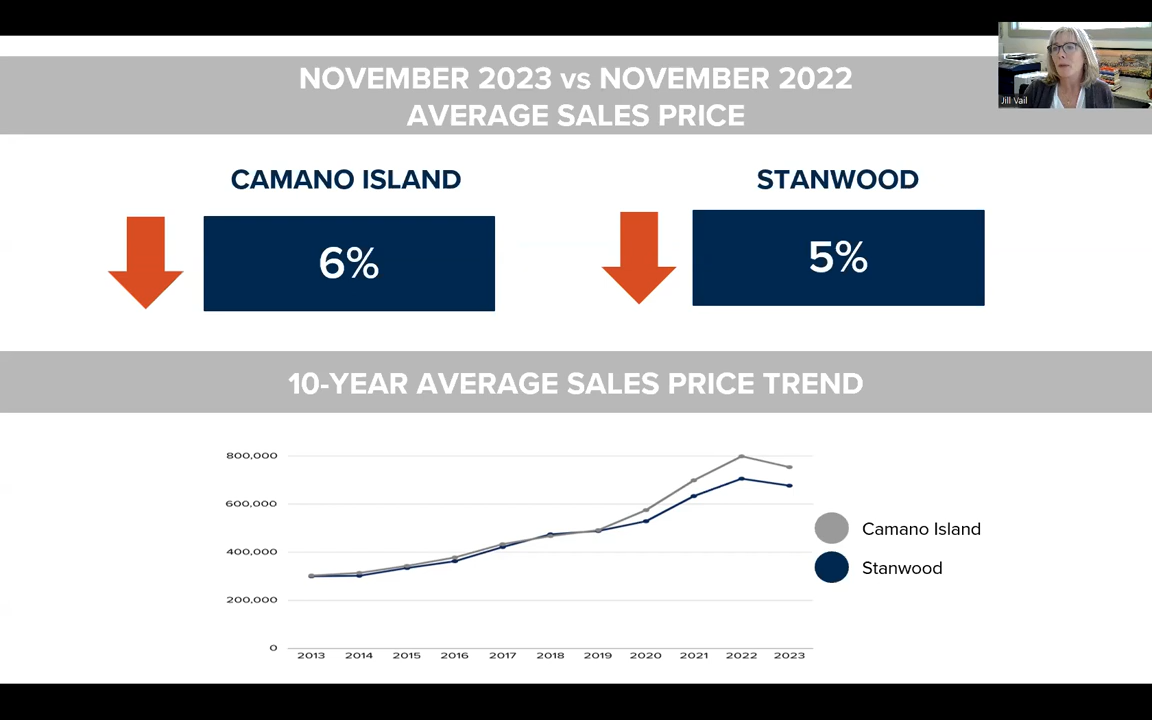 NOVEMBER 2023 vs NOVEMBER 2022
AVERAGE SALES PRICE
Jill Vail
CAMANO ISLAND
6%
STANWOOD
5%
10-YEAR AVERAGE SALES PRICE TREND
800,000
600,000
400,000
200,000
0
2013 2014 2015 2016 2017 2018 2019 2020 2021 2022 2023
Camano Island
Stanwood